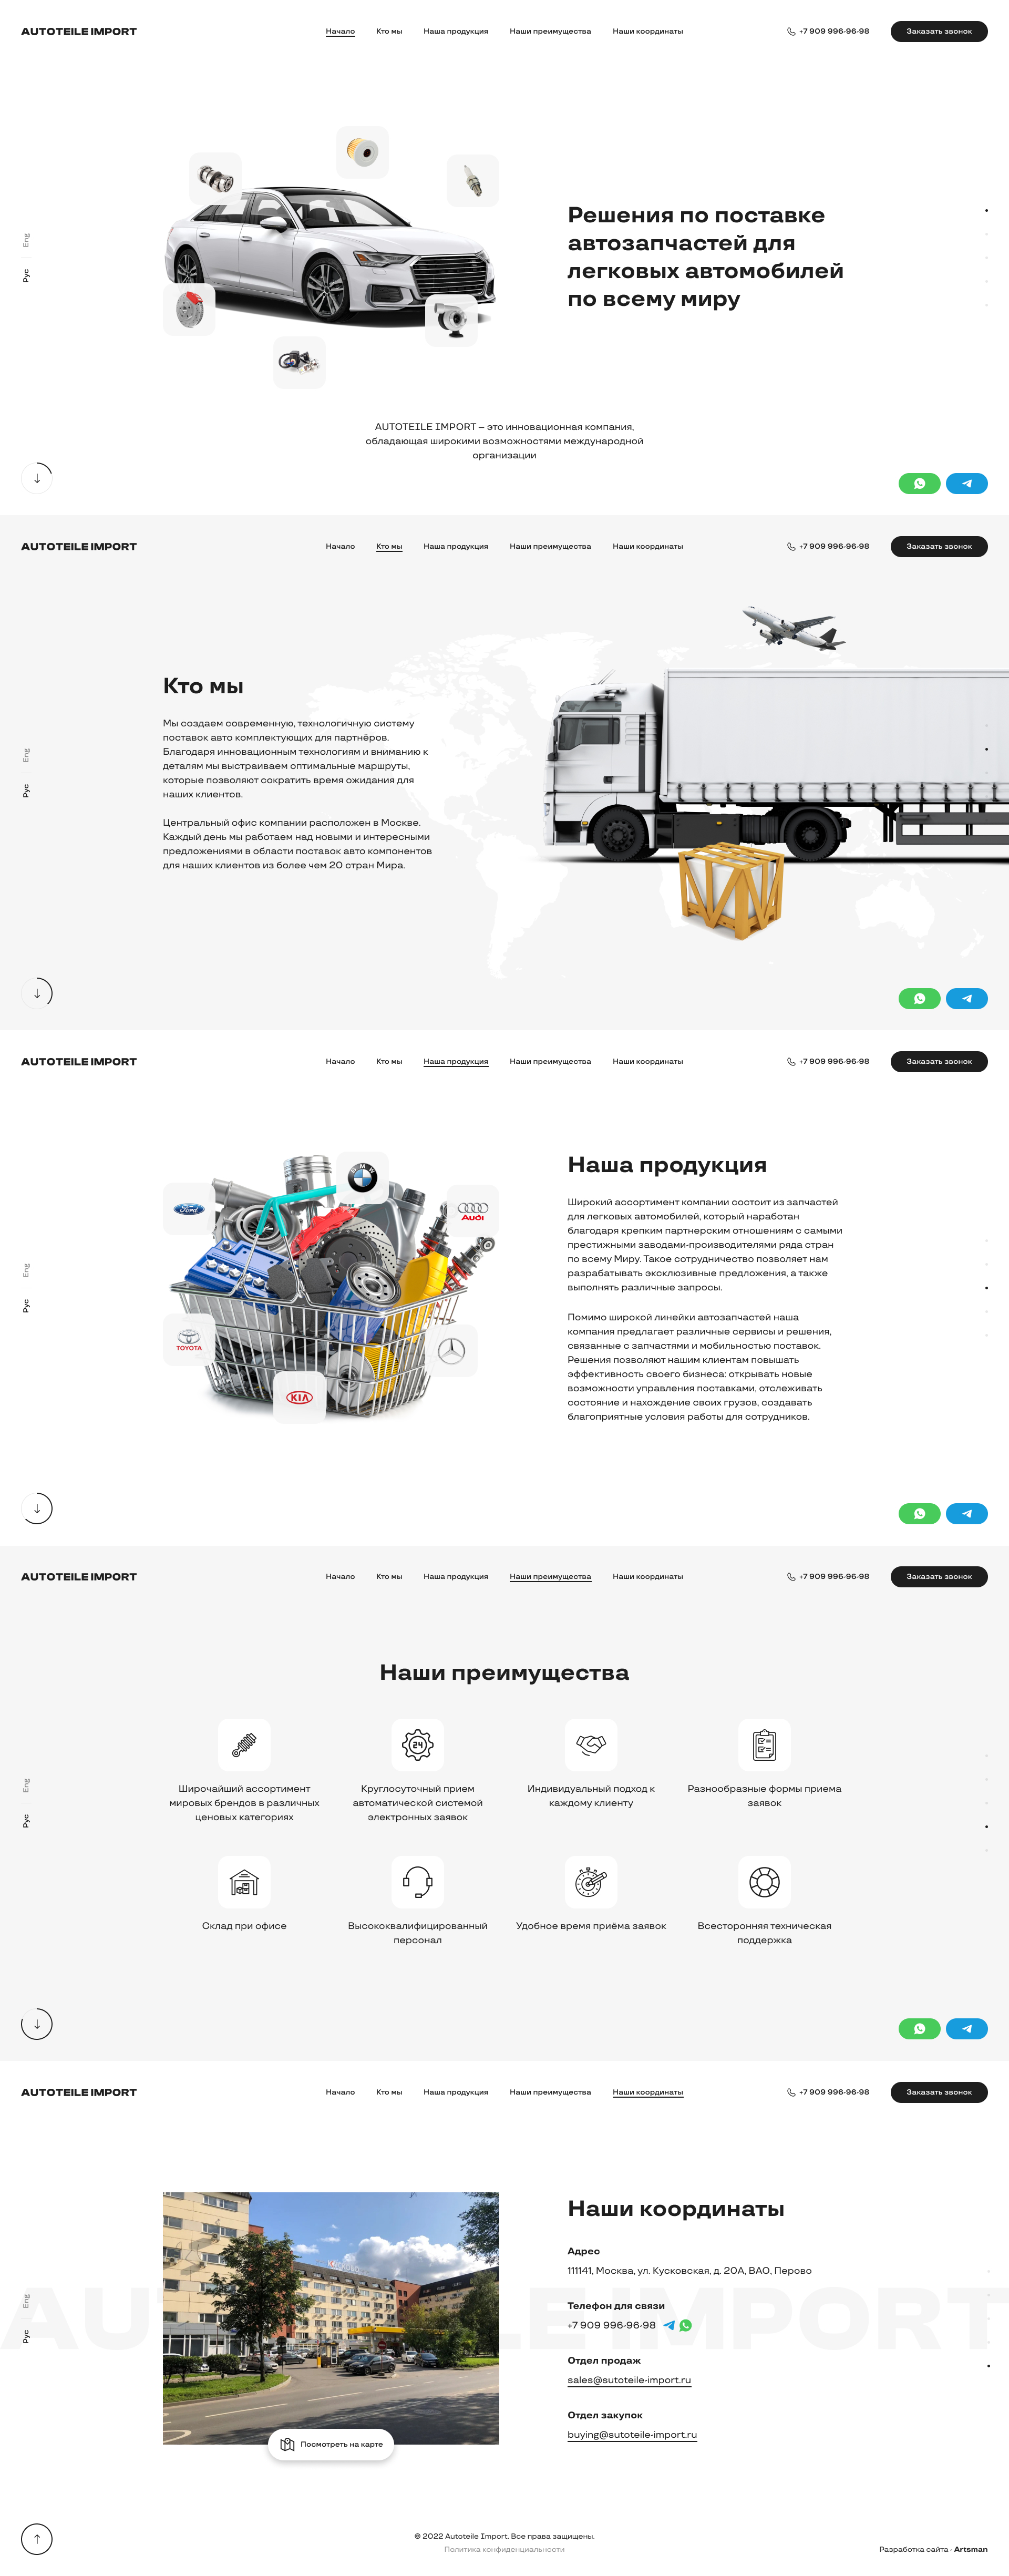 AUTOTEILE IMPORT
Начало Кто мы Наша продукция Наши преимущества Наши координаты
+7 909 996-96-98
Заказать звонок
Решения по поставке
автозапчастей для
легковых автомобилей
по всему миру
Eng
Рус
AUTOTEILE IMPORT – это инновационная компания,
обладающая широкими возможностями международной
организации
AUTOTEILE IMPORT
Начало Кто мы Наша продукция Наши преимущества Наши координаты
+7 909 996-96-98
Заказать звонок
Кто мы
Мы создаем современную, технологичную систему
поставок авто комплектующих для партнёров.
Благодаря инновационным технологиям и вниманию к
деталям мы выстраиваем оптимальные маршруты,
которые позволяют сократить время ожидания для
наших клиентов.
Центральный офис компании расположен в Москве.
Каждый день мы работаем над новыми и интересными
предложениями в области поставок авто компонентов
для наших клиентов из более чем 20 стран Мира.
Eng
Рус
AUTOTEILE IMPORT
Начало Кто мы Наша продукция Наши преимущества Наши координаты
+7 909 996-96-98
Заказать звонок
Наша продукция
BMW
Ford
Audi
TOYOTA
KIA
Широкий ассортимент компании состоит из запчастей
для легковых автомобилей, который наработан
благодаря крепким партнерским отношениям с самыми
престижными заводами-производителями ряда стран
по всему Миру. Такое сотрудничество позволяет нам
разрабатывать эксклюзивные предложения, а также
выполнять различные запросы.
Помимо широкой линейки автозапчастей наша
компания предлагает различные сервисы и решения,
связанные с запчастями и мобильностью поставок.
Решения позволяют нашим клиентам повышать
эффективность своего бизнеса: открывать новые
возможности управления поставками, отслеживать
состояние и нахождение своих грузов, создавать
благоприятные условия работы для сотрудников.
Eng
Рус
AUTOTEILE IMPORT
Начало Кто мы Наша продукция Наши преимущества Наши координаты
+7 909 996-96-98
Заказать звонок
Наши преимущества
24
Широчайший ассортимент
мировых брендов в различных
ценовых категориях
Круглосуточный прием
автоматической системой
электронных заявок
Индивидуальный подход к
каждому клиенту
Разнообразные формы приема
заявок
Eng
Рус
Склад при офисе
Высококвалифицированный
персонал
Удобное время приёма заявок
Всесторонняя техническая
поддержка
AUTOTEILE IMPORT
Начало Кто мы Наша продукция Наши преимущества Наши координаты
+7 909 996-96-98
Заказать звонок
AUTOTEILE IMPORT
Eng
Рус
Посмотреть на карте
Наши координаты
Адрес
111141, Москва, ул. Кусковская, д. 20А, ВАО, Перово
Телефон для связи
+7 909 996-96-98
Отдел продаж
sales@sutoteile-import.ru
Отдел закупок
buying@sutoteile-import.ru
© 2022 Autoteile Import. Все права защищены.
Политика конфиденциальности
Разработка сайта - Artsman